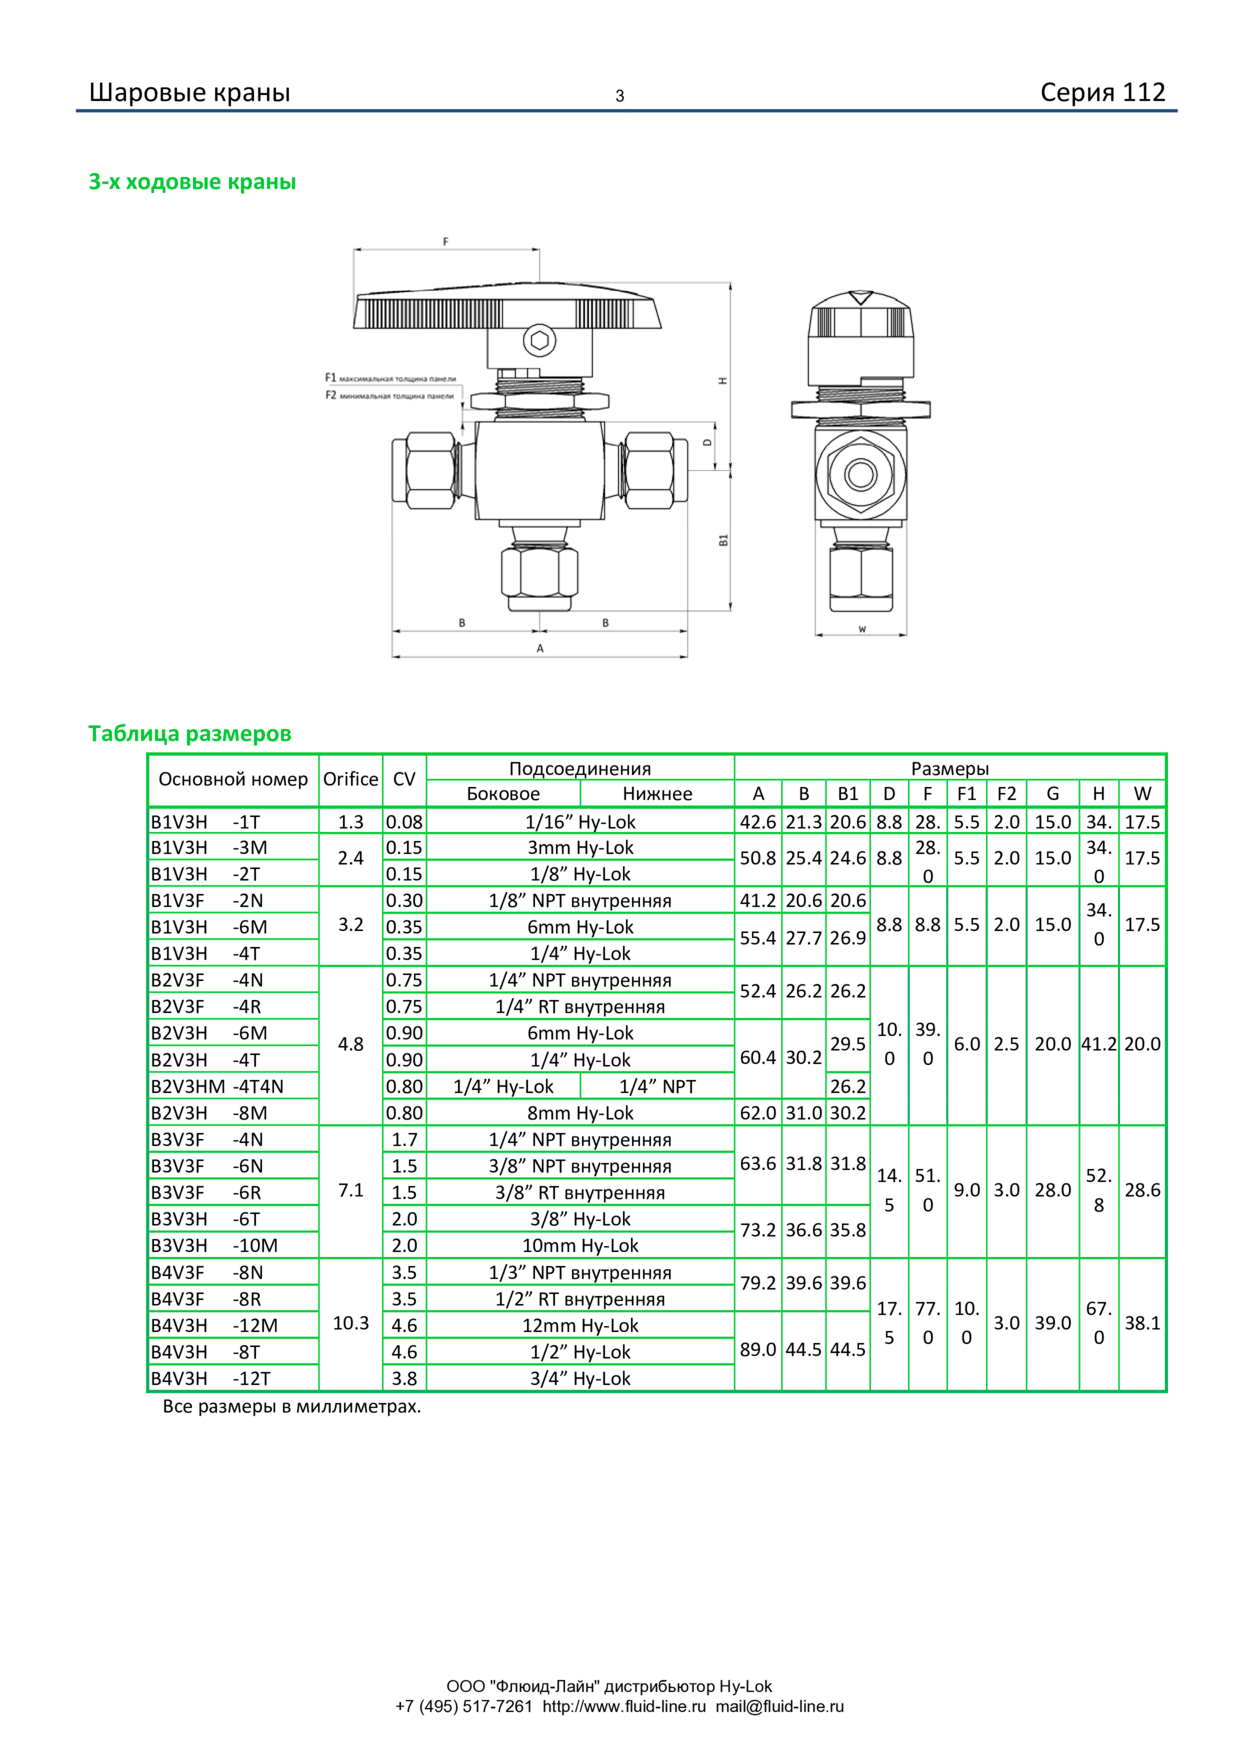 Шаровые краны 3 Серия 112
3-х ходовые краны
F
F1 максимальная толщина панели
F2 минимальная толщина панели
H
D
B1
B B
A
W
Таблица размеров
Основной номер Orifice CV Подсоединения Размеры
Боковое Нижнее A B B1 D F F1 F2 G H W
B1V3H -1T 1.3 0.08 1/16” Hy-Lok 42.6 21.3 20.6 8.8 28. 5.5 2.0 15.0 34. 17.5
B1V3H -3M 2.4 0.15 3mm Hy-Lok 50.8 25.4 24.6 8.8 28.0 5.5 2.0 15.0 34.0 17.5
B1V3H -2T 0.15 1/8” Hy-Lok
B1V3F -2N 3.2 0.30 1/8” NPT внутренняя 41.2 20.6 20.6 8.8 8.8 5.5 2.0 15.0 34.0 17.5
B1V3H -6M 0.35 6mm Hy-Lok 55.4 27.7 26.9
B1V3H -4T 0.35 1/4” Hy-Lok
B2V3F -4N 4.8 0.75 1/4” NPT внутренняя 52.4 26.2 26.2 10.0 39.0 6.0 2.5 20.0 41.2 20.0
B2V3F -4R 0.75 1/4” RT внутренняя
B2V3H -6M 0.90 6mm Hy-Lok 60.4 30.2 29.5
B2V3H -4T 0.90 1/4” Hy-Lok
B2V3HM -4T4N 0.80 1/4” Hy-Lok 1/4” NPT 26.2
B2V3H -8M 0.80 8mm Hy-Lok 62.0 31.0 30.2
B3V3F -4N 7.1 1.7 1/4” NPT внутренняя 63.6 31.8 31.8 14.5 51.0 9.0 3.0 28.0 52.8 28.6
B3V3F -6N 1.5 3/8” NPT внутренняя
B3V3F -6R 1.5 3/8” RT внутренняя
B3V3H -6T 2.0 3/8” Hy-Lok 73.2 36.6 35.8
B3V3H -10M 2.0 10mm Hy-Lok
B4V3F -8N 10.3 3.5 1/3” NPT внутренняя 79.2 39.6 39.6 17.5 77.0 10.0 3.0 39.0 67.0 38.1
B4V3F -8R 3.5 1/2” RT внутренняя
B4V3H -12M 4.6 12mm Hy-Lok 89.0 44.5 44.5
B4V3H -8T 4.6 1/2” Hy-Lok
B4V3H -12T 3.8 3/4” Hy-Lok
Все размеры в миллиметрах.
ООО "Флюид-Лайн" дистрибьютор Hy-Lok
+7 (495) 517-7261 http://www.fluid-line.ru mail@fluid-line.ru